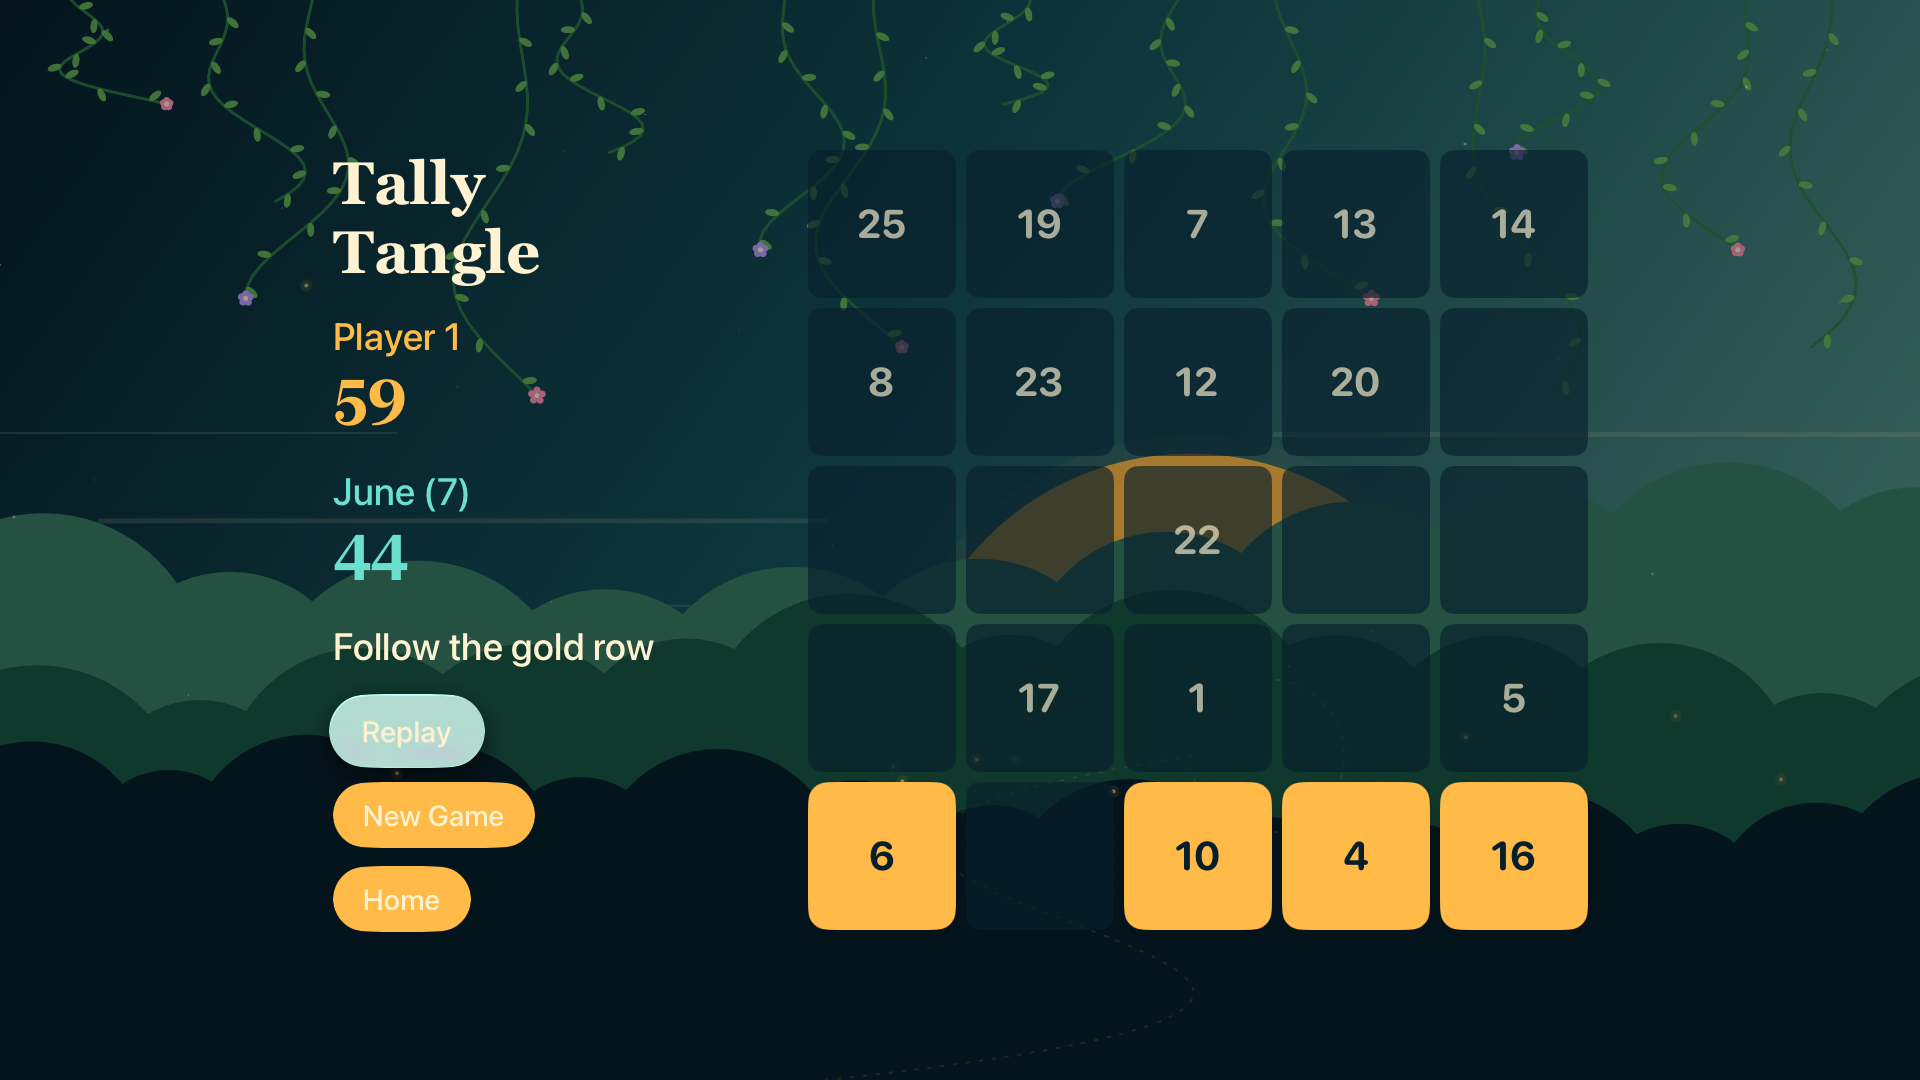 Tally
Tangle
Player 1
59
June (7)
44
Follow the gold row
Replay
New Game
Home
25 19 7 13 14
8 23 12 20
22
17 1 5
6 10 4 16